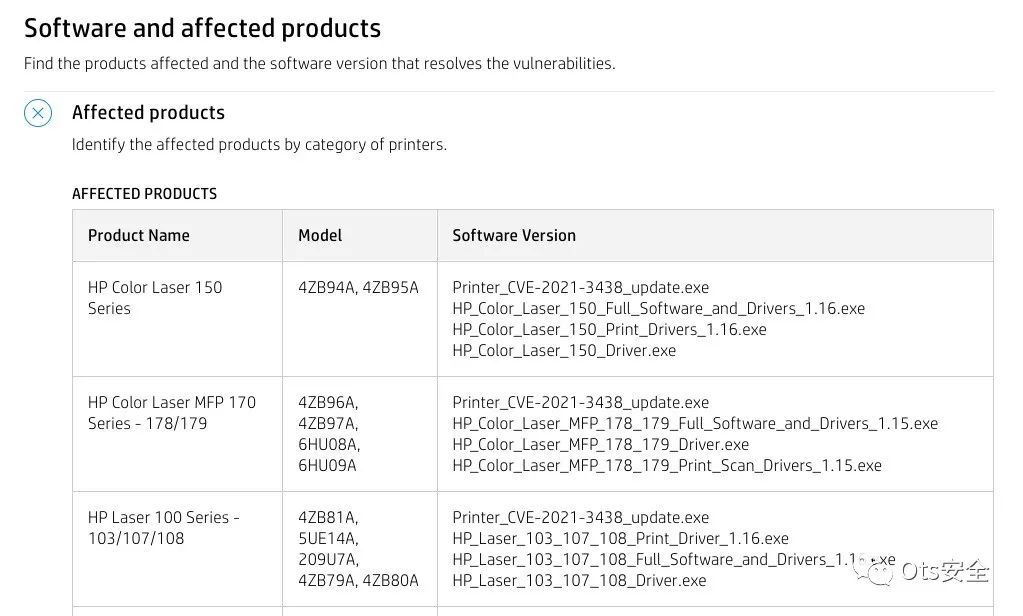 Software and affected products
Find the products affected and the software version that resolves the vulnerabilities.
Affected products
Identify the affected products by category of printers.
AFFECTED PRODUCTS
Product Name
Model
Software Version
HP Color Laser 150
Series
4ZB94A, 4ZB95A
Printer_CVE-2021-3438_update.exe
HP_Color_Laser_150_Full_Software_and_Drivers_1.16.exe
HP_Color_Laser_150_Print_Drivers_1.16.exe
HP_Color_Laser_150_Driver.exe
HP Color Laser MFP 170
Series - 178/179
4ZB96A,
4ZB97A,
6HU08A,
6HU09A
Printer_CVE-2021-3438_update.exe
HP_Color_Laser_MFP_178_179_Full_Software_and_Drivers_1.15.exe
HP_Color_Laser_MFP_178_179_Driver.exe
HP_Color_Laser_MFP_178_179_Print_Scan_Drivers_1.15.exe
HP Laser 100 Series -
103/107/108
4ZB81A,
5UE14A,
209U7A,
4ZB79A, 4ZB80A
Printer_CVE-2021-3438_update.exe
HP_Laser_103_107_108_Print_Driver_1.16.exe
HP_Laser_103_107_108_Driver.exe
Ots安全